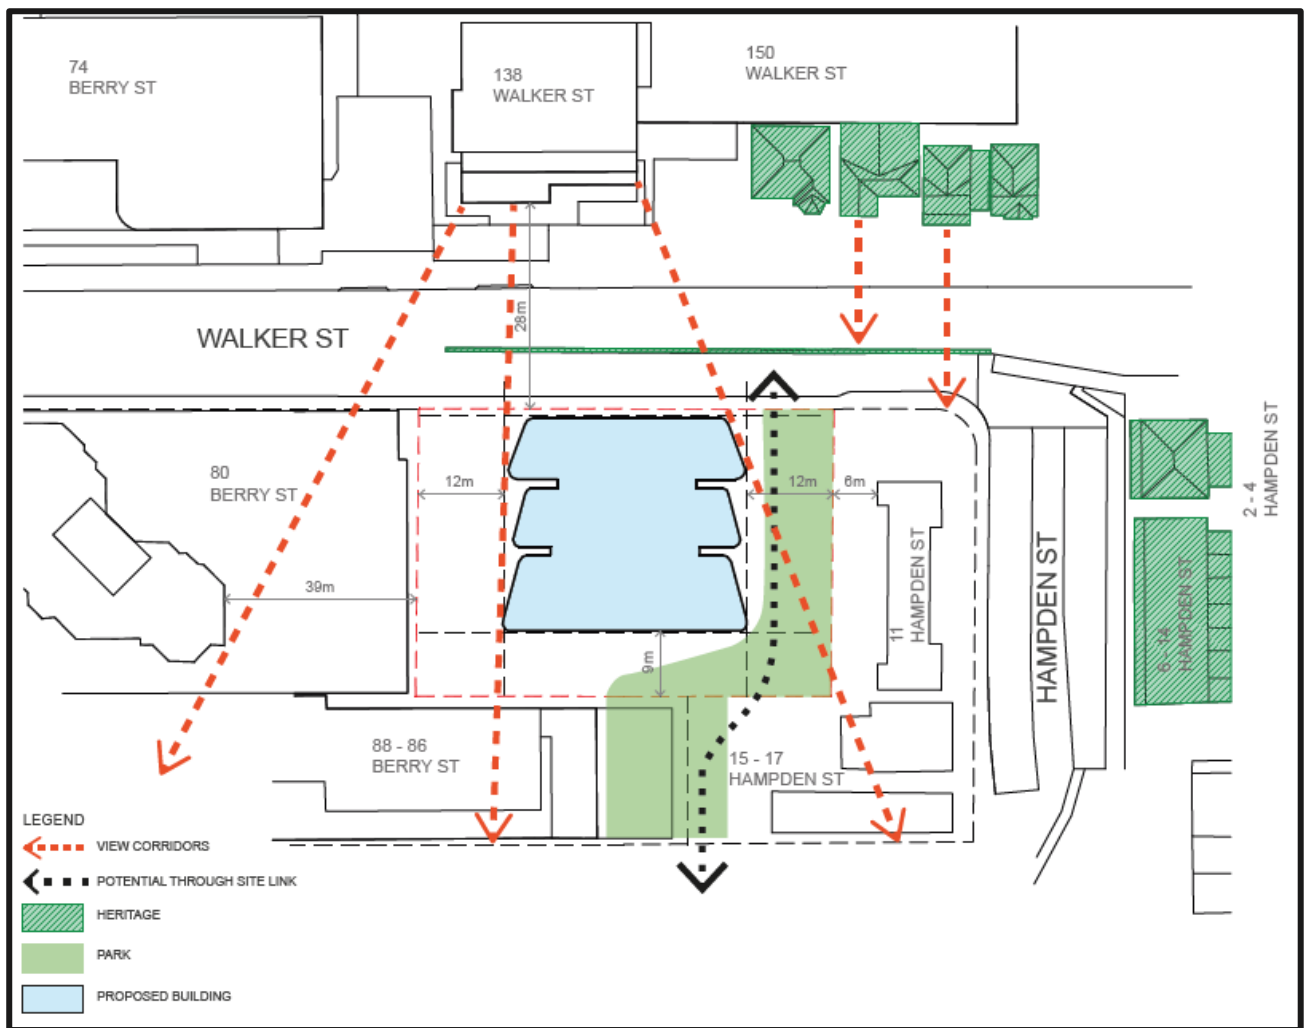 74
BERRY ST
138
WALKER ST
150
WALKER ST
28m
WALKER ST
80
BERRY ST
12m
12m
6m
39m
9m
11
HAMPDEN ST
HAMPDEN ST
2 - 4
HAMPDEN ST
6 - 14
HAMPDEN ST
88 - 86
BERRY ST
15 - 17
HAMPDEN ST
LEGEND
VIEW CORRIDORS
POTENTIAL THROUGH SITE LINK
HERITAGE
PARK
PROPOSED BUILDING